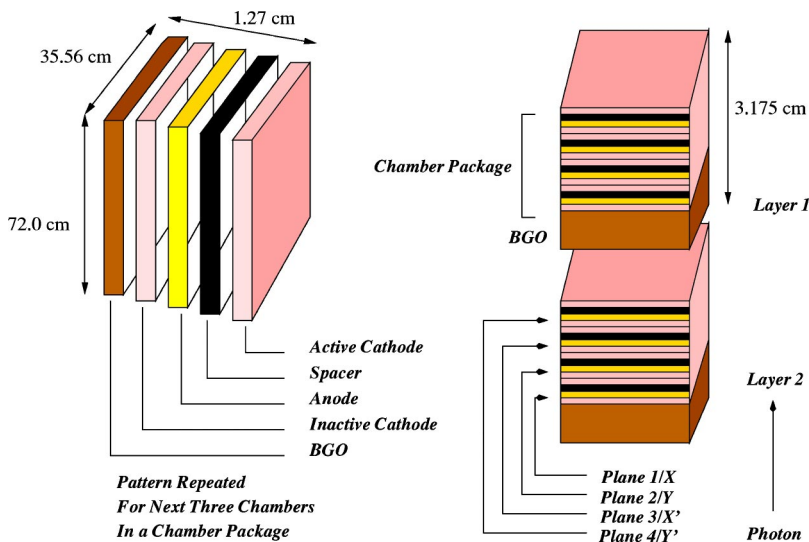 1.27 cm
35.56 cm
72.0 cm
Active Cathode
Spacer
Anode
Inactive Cathode
BGO
Pattern Repeated
For Next Three Chambers
In a Chamber Package
3.175 cm
Chamber Package
Layer 1
BGO
Layer 2
Plane 1/X
Plane 2/Y
Plane 3/X'
Plane 4/Y'
Photon